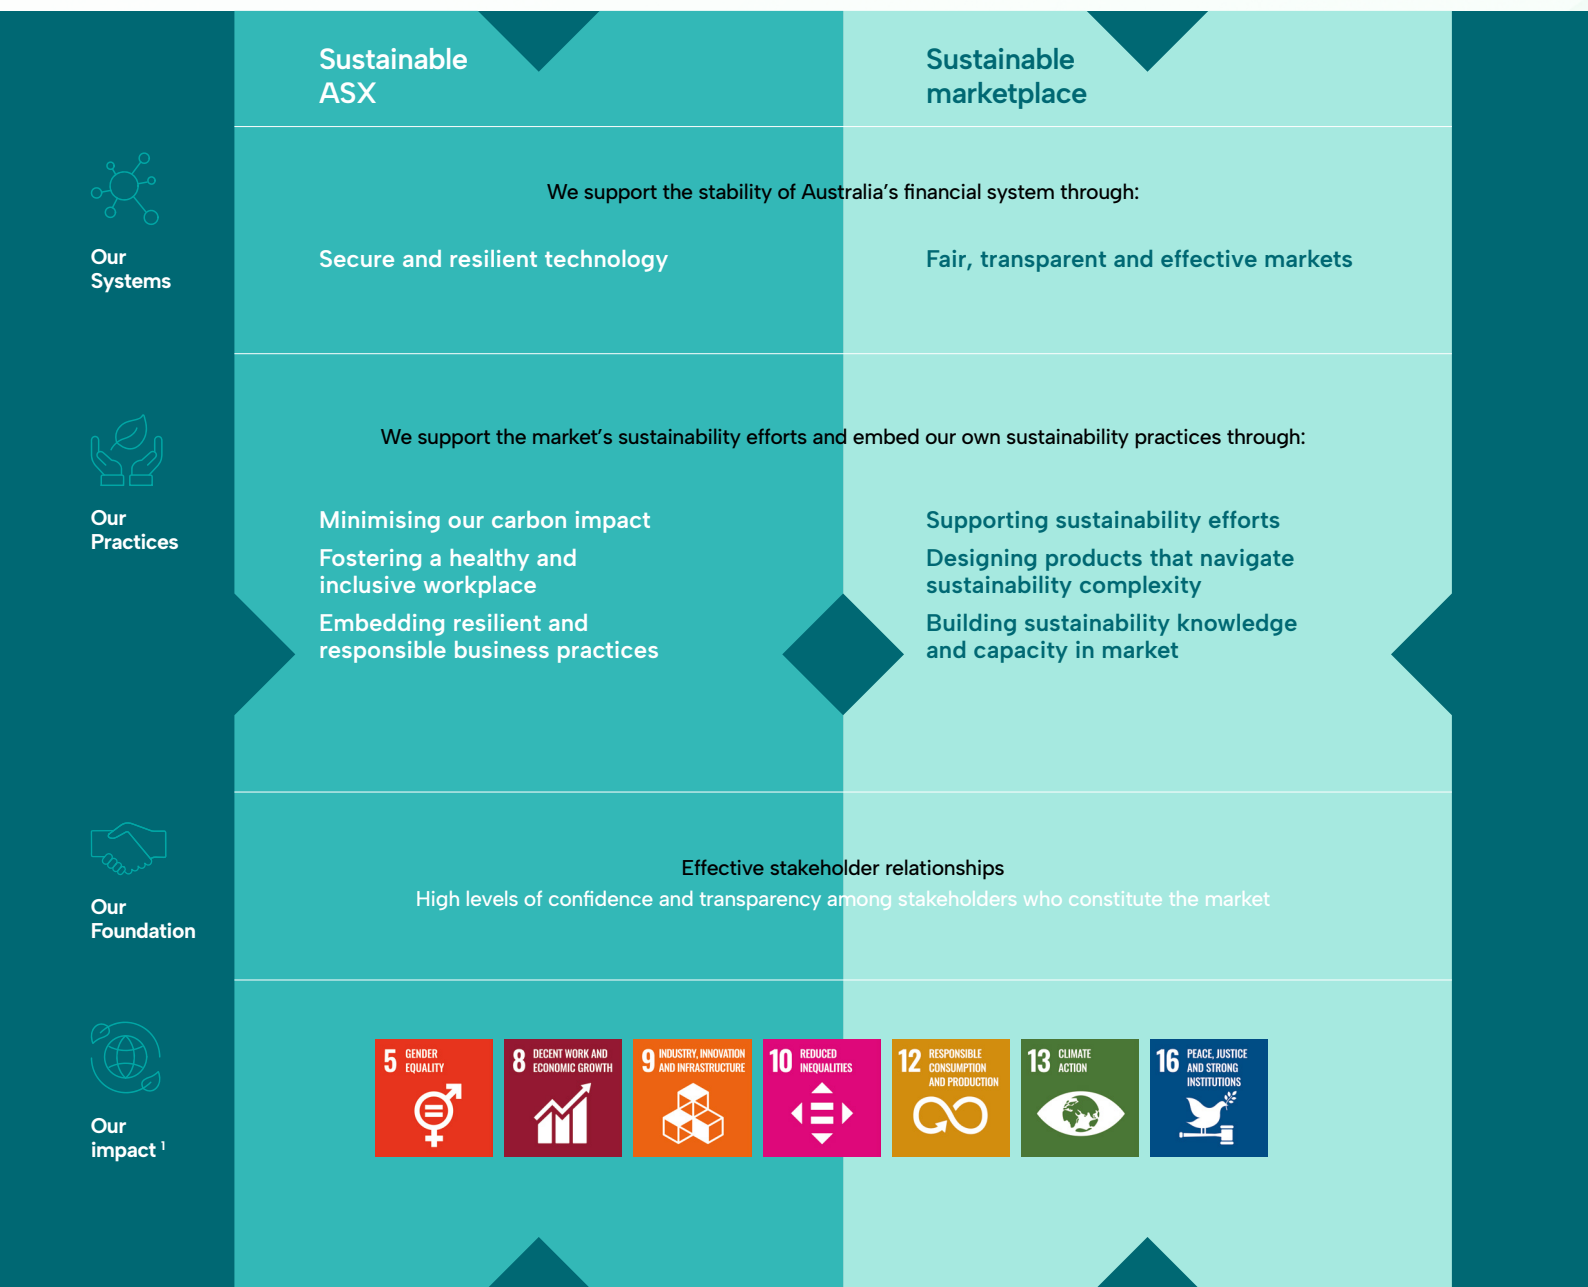 Sustainable
ASX
Sustainable
marketplace
Our
Systems
We support the stability of Australia’s financial system through:
Secure and resilient technology
Fair, transparent and effective markets
Our
Practices
We support the market’s sustainability efforts and embed our own sustainability practices through:
Minimising our carbon impact
Fostering a healthy and
inclusive workplace
Embedding resilient and
responsible business practices
Supporting sustainability efforts
Designing products that navigate
sustainability complexity
Building sustainability knowledge
and capacity in market
Our
Foundation
Effective stakeholder relationships
High levels of confidence and transparency among stakeholders who constitute the market
Our
impact 1
5 GENDER
EQUALITY
8 DECENT WORK AND
ECONOMIC GROWTH
9 INDUSTRY, INNOVATION
AND INFRASTRUCTURE
10 REDUCED
INEQUALITIES
12 RESPONSIBLE
CONSUMPTION
AND PRODUCTION
13 CLIMATE
ACTION
16 PEACE, JUSTICE
AND STRONG
INSTITUTIONS